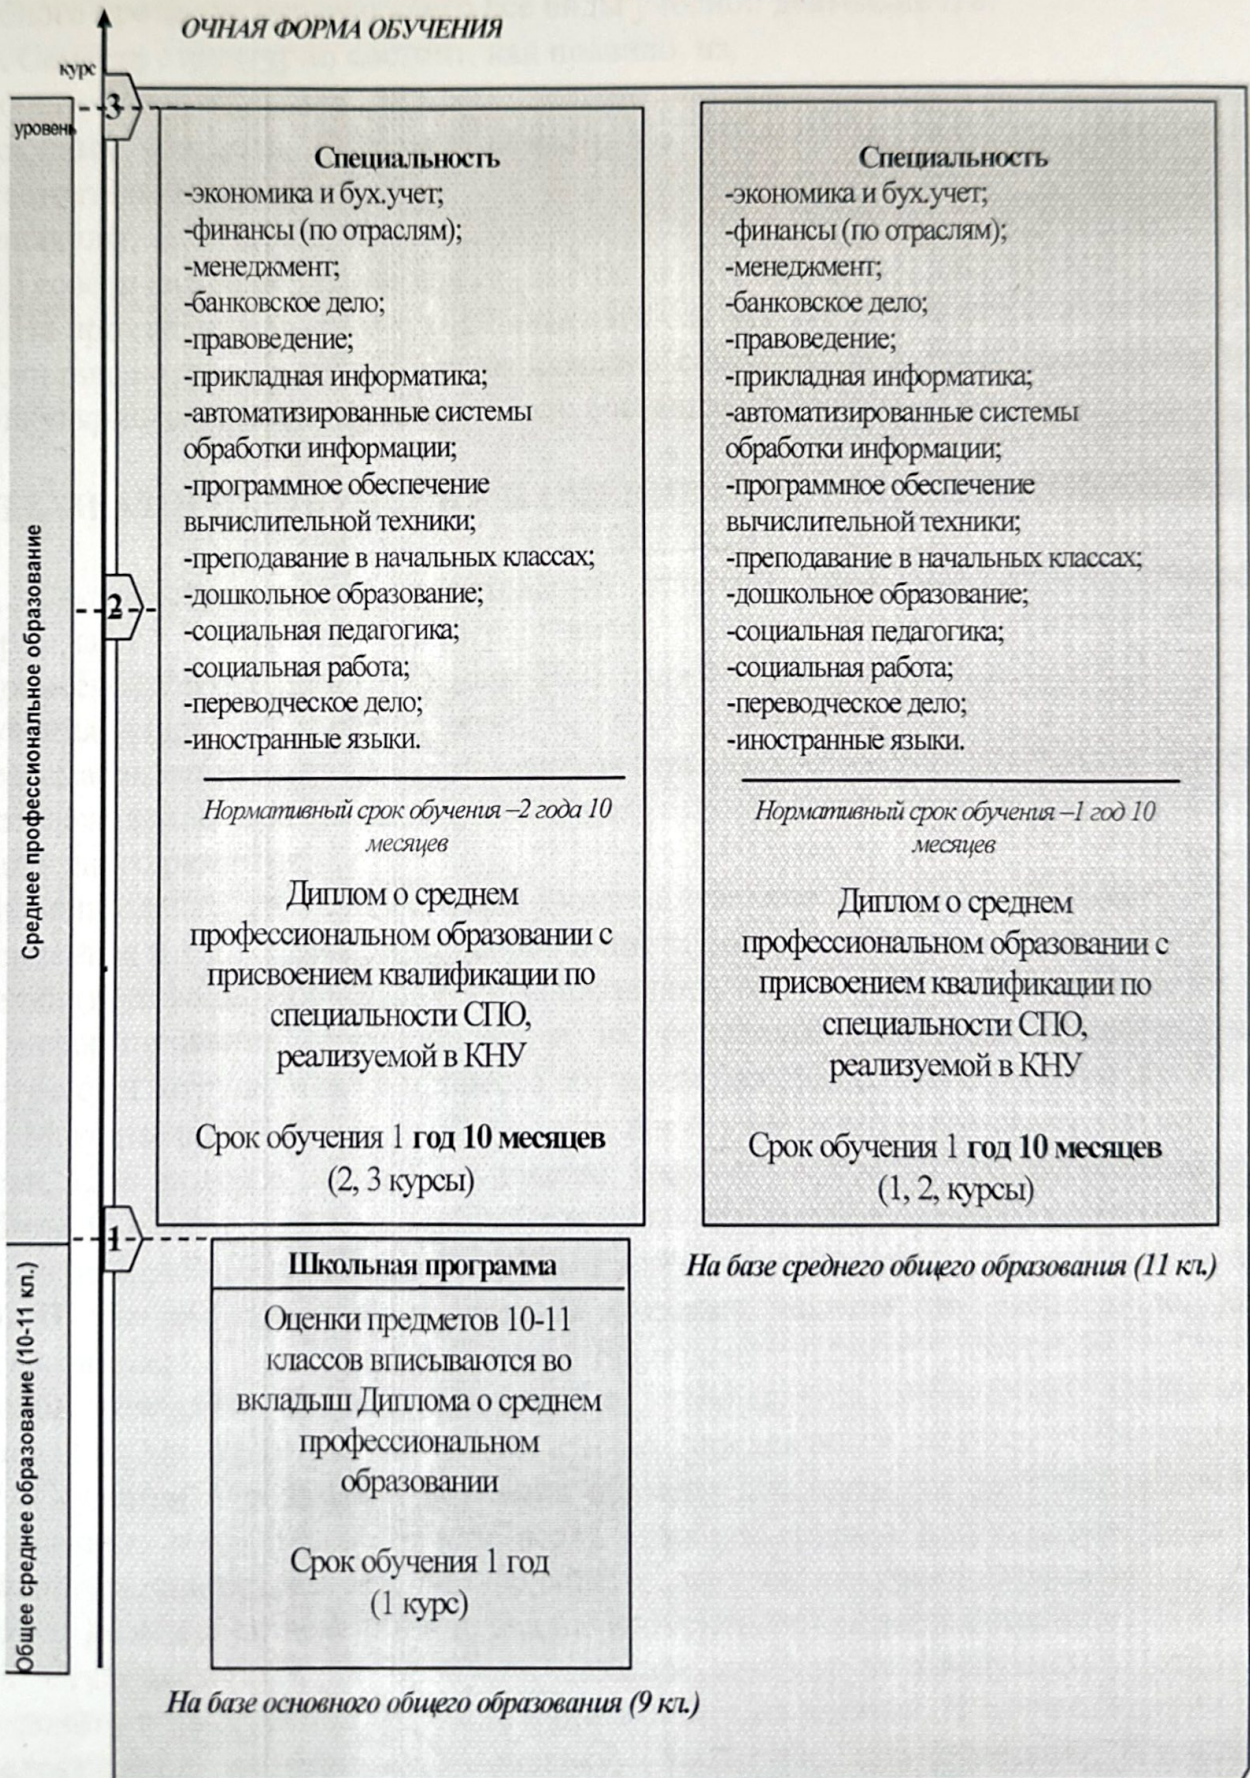 ОЧНАЯ ФОРМА ОБУЧЕНИЯ
курс
уровень
3
2
1
Среднее профессиональное образование
Общее среднее образование (10-11 кл.)
Специальность
-экономика и бух.учет;
-финансы (по отраслям);
-менеджмент;
-банковское дело;
-правоведение;
-прикладная информатика;
-автоматизированные системы
обработки информации;
-программное обеспечение
вычислительной техники;
-преподавание в начальных классах;
-дошкольное образование;
-социальная педагогика;
-социальная работа;
-переводческое дело;
-иностранные языки.
Нормативный срок обучения –2 года 10
месяцев
Диплом о среднем
профессиональном образовании с
присвоением квалификации по
специальности СПО,
реализуемой в КНУ
Срок обучения 1 год 10 месяцев
(2, 3 курсы)
Школьная программа
Оценки предметов 10-11
классов вписываются во
вкладыш Диплома о среднем
профессиональном
образовании
Срок обучения 1 год
(1 курс)
На базе основного общего образования (9 кл.)
Специальность
-экономика и бух.учет;
-финансы (по отраслям);
-менеджмент;
-банковское дело;
-правоведение;
-прикладная информатика;
-автоматизированные системы
обработки информации;
-программное обеспечение
вычислительной техники;
-преподавание в начальных классах;
-дошкольное образование;
-социальная педагогика;
-социальная работа;
-переводческое дело;
-иностранные языки.
Нормативный срок обучения –1 год 10
месяцев
Диплом о среднем
профессиональном образовании с
присвоением квалификации по
специальности СПО,
реализуемой в КНУ
Срок обучения 1 год 10 месяцев
(1, 2, курсы)
На базе среднего общего образования (11 кл.)